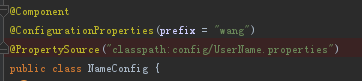 @Component
@ConfigurationProperties(prefix = "wang")
@PropertySource("classpath:config/UserName.properties")
public class NameConfig {